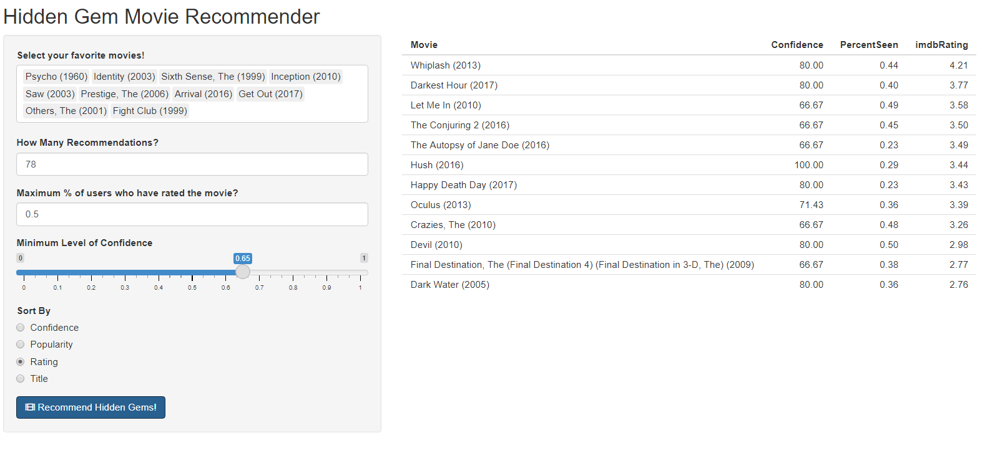 Hidden Gem Movie Recommender
Select your favorite movies!
Psycho (1960) Identity (2003) Sixth Sense, The (1999) Inception (2010)
Saw (2003) Prestige, The (2006) Arrival (2016) Get Out (2017)
Others, The (2001) Fight Club (1999)
How Many Recommendations?
78
Maximum % of users who have rated the movie?
0.5
Minimum Level of Confidence
0 0.65 1
0 0.1 0.2 0.3 0.4 0.5 0.6 0.7 0.8 0.9 1
Sort By
Confidence
Popularity
Rating
Title
Recommend Hidden Gems!
Movie Confidence PercentSeen imdbRating
Whiplash (2013) 80.00 0.44 4.21
Darkest Hour (2017) 80.00 0.40 3.77
Let Me In (2010) 66.67 0.49 3.58
The Conjuring 2 (2016) 66.67 0.45 3.50
The Autopsy of Jane Doe (2016) 66.67 0.23 3.49
Hush (2016) 100.00 0.29 3.44
Happy Death Day (2017) 80.00 0.23 3.43
Oculus (2013) 71.43 0.36 3.39
Crazies, The (2010) 66.67 0.48 3.26
Devil (2010) 80.00 0.50 2.98
Final Destination, The (Final Destination 4) (Final Destination in 3-D, The) (2009) 66.67 0.38 2.77
Dark Water (2005) 80.00 0.36 2.76